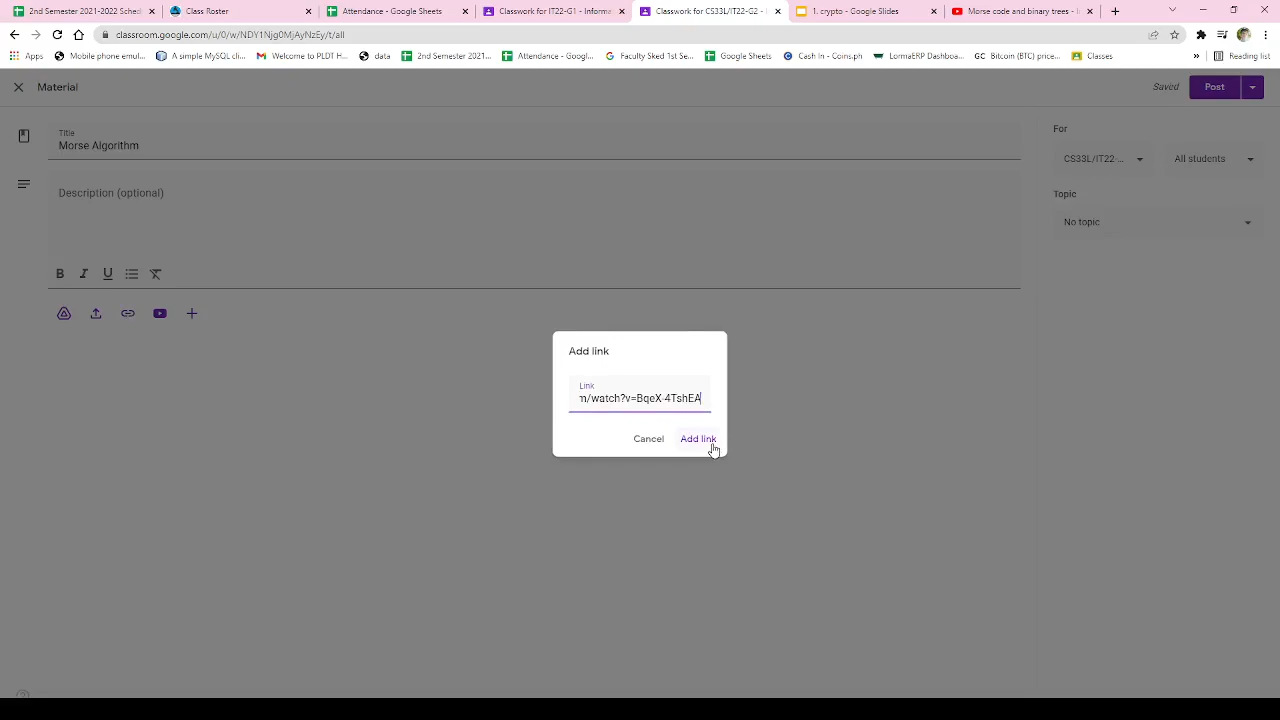 2nd Semester 2021-2022 Sched
Class Roster
Attendance - Google Sheets
Classwork for IT22-G1 - Informa
Classwork for CS33L/IT22-G2 - I
1. crypto - Google Slides
Morse code and binary trees - I
classroom.google.com/u/0/w/NDY1Njg0MjAyNzEy/t/all
Apps
Mobile phone emul...
A simple MySQL cli...
Welcome to PLDT H...
data
2nd Semester 2021...
Attendance - Googl...
Faculty Sked 1st Se...
Google Sheets
Cash In - Coins.ph
LormaERP Dashboa...
GC Bitcoin (BTC) price...
Classes
»
Reading list
Material
Saved
Post
Title
Morse Algorithm
Description (optional)
B I U
For
CS33L/IT22-...
All students
Topic
No topic
Add link
Link
n/watch?v=BqeX-4TshEA
Cancel
Add link